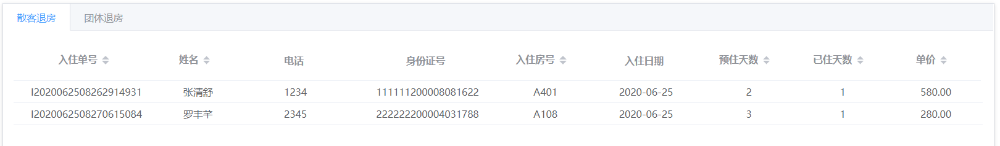 散客退房 团体退房
入住单号 姓名 电话 身份证号 入住房号 入住日期 预住天数 已住天数 单价
I2020062508262914931 张清舒 1234 111111200008081622 A401 2020-06-25 2 1 580.00
I2020062508270615084 罗丰芊 2345 222222200004031788 A108 2020-06-25 3 1 280.00